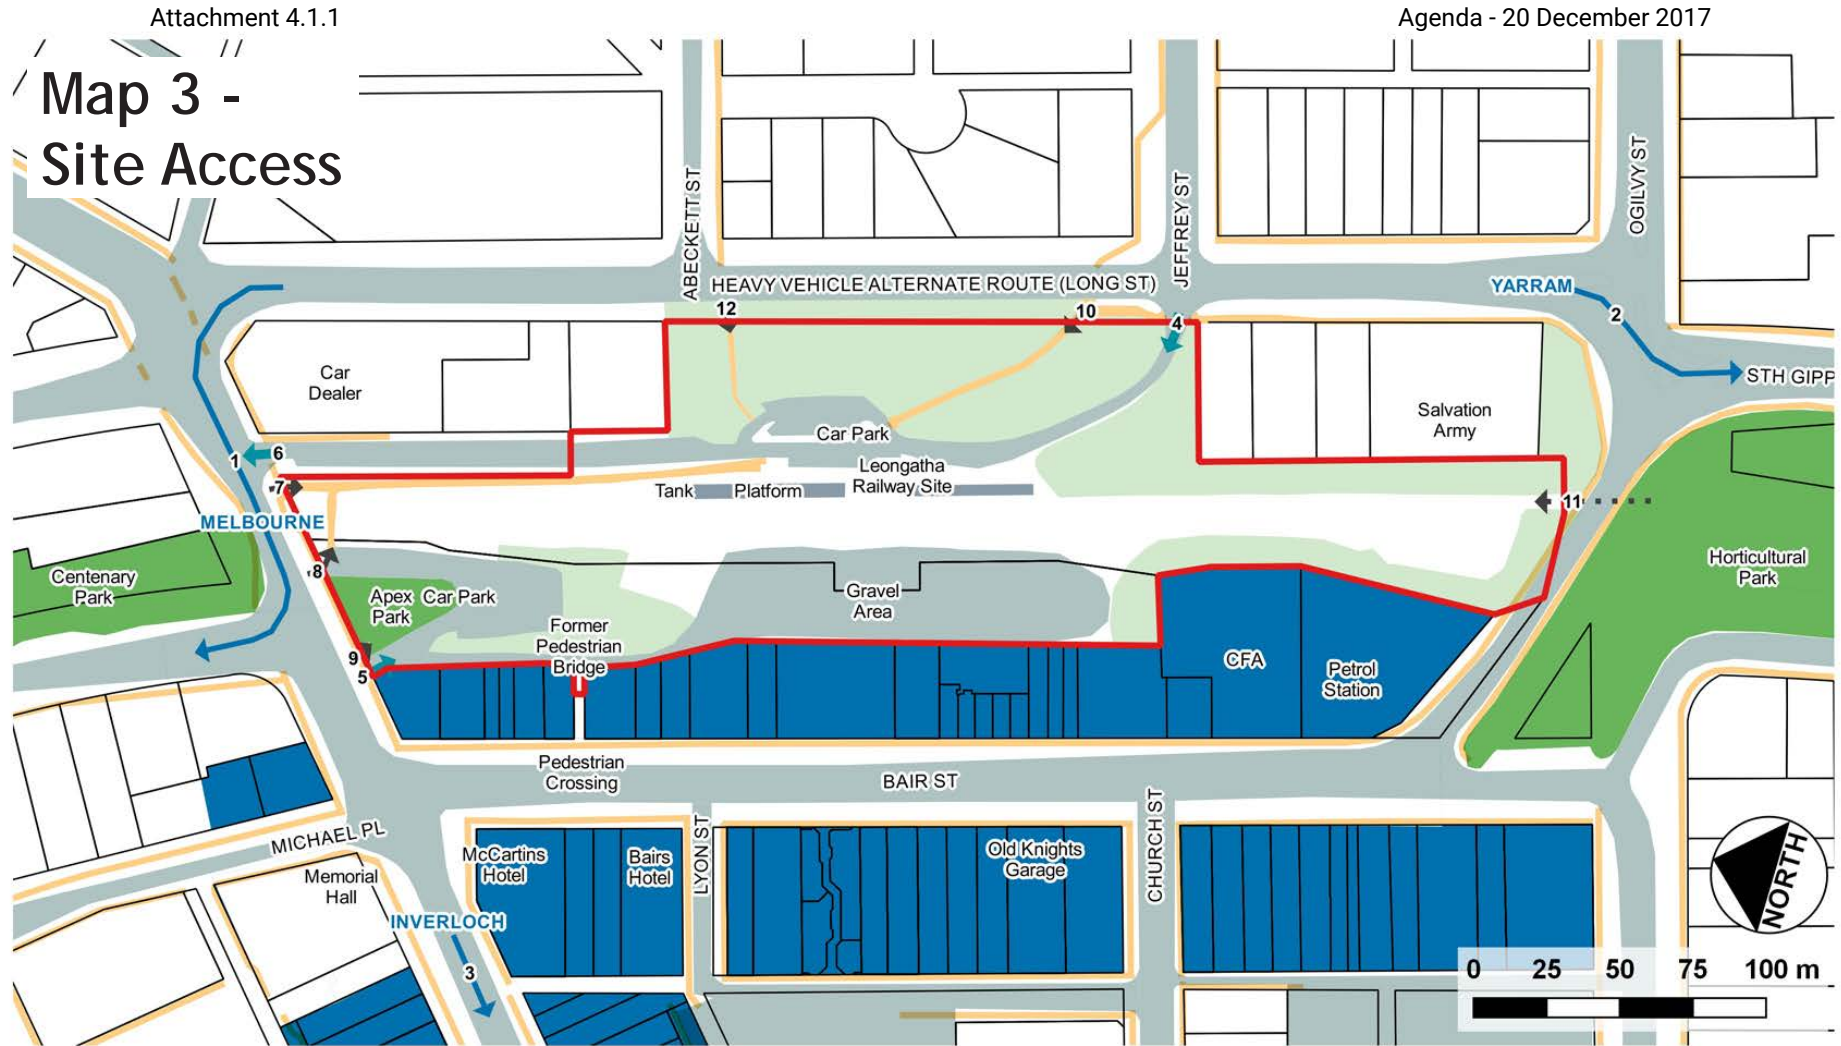 Attachment 4.1.1
Agenda - 20 December 2017
Map 3 -
Site Access
ABECKETT ST
JEFFREY ST
OGILVY ST
HEAVY VEHICLE ALTERNATE ROUTE (LONG ST)
YARRAM
12
10
4
2
STH GIPP
Car
Dealer
Salvation
Army
Car Park
1
6
7
Leongatha
Railway Site
Tank
Platform
11
MELBOURNE
Horticultural
Park
8
Centenary
Park
Apex
Park
Car Park
Gravel
Area
Former
Pedestrian
Bridge
9
5
CFA
Petrol
Station
Pedestrian
Crossing
BAIR ST
MICHAEL PL
LYON ST
CHURCH ST
McCartins
Hotel
Bairs
Hotel
Old Knights
Garage
Memorial
Hall
INVERLOCH
3
NORTH
0 25 50 75 100 m